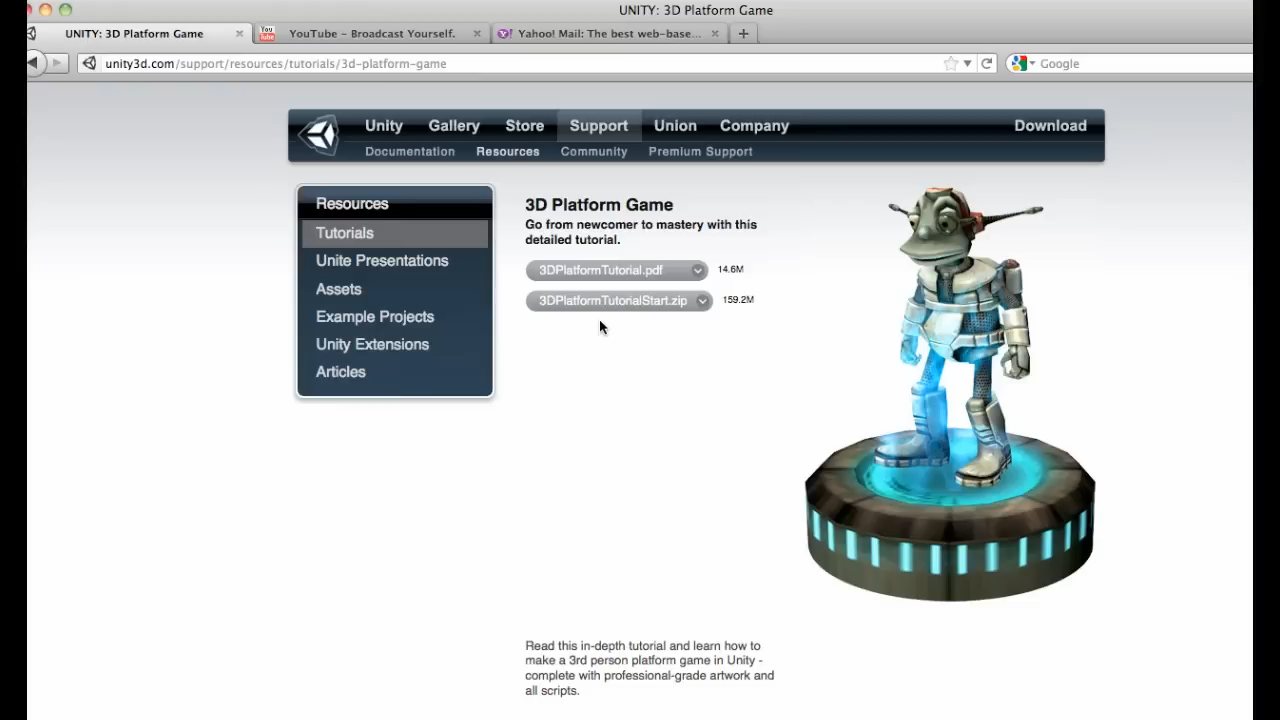 UNITY: 3D Platform Game
UNITY: 3D Platform Game
You Tube YouTube - Broadcast Yourself.
Y! Yahoo! Mail: The best web-base...
unity3d.com/support/resources/tutorials/3d-platform-game
Google
Unity Gallery Store Support Union Company Download
Documentation Resources Community Premium Support
Resources
Tutorials
Unite Presentations
Assets
Example Projects
Unity Extensions
Articles
3D Platform Game
Go from newcomer to mastery with this
detailed tutorial.
3DPlatformTutorial.pdf 14.6M
3DPlatformTutorialStart.zip 159.2M
Read this in-depth tutorial and learn how to
make a 3rd person platform game in Unity -
complete with professional-grade artwork and
all scripts.